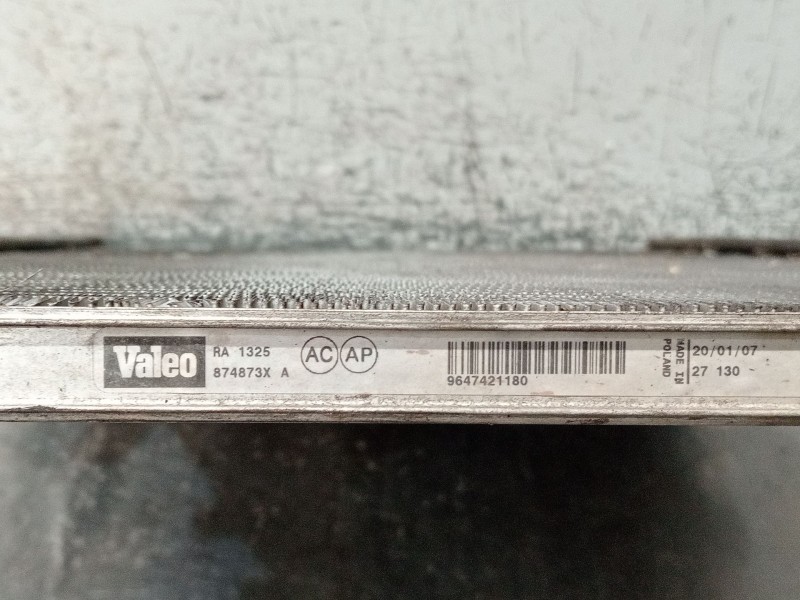 Valeo
RA 1325
874873X A
AC AP
9647421180
MADE IN
POLAND
20/01/07
27 130